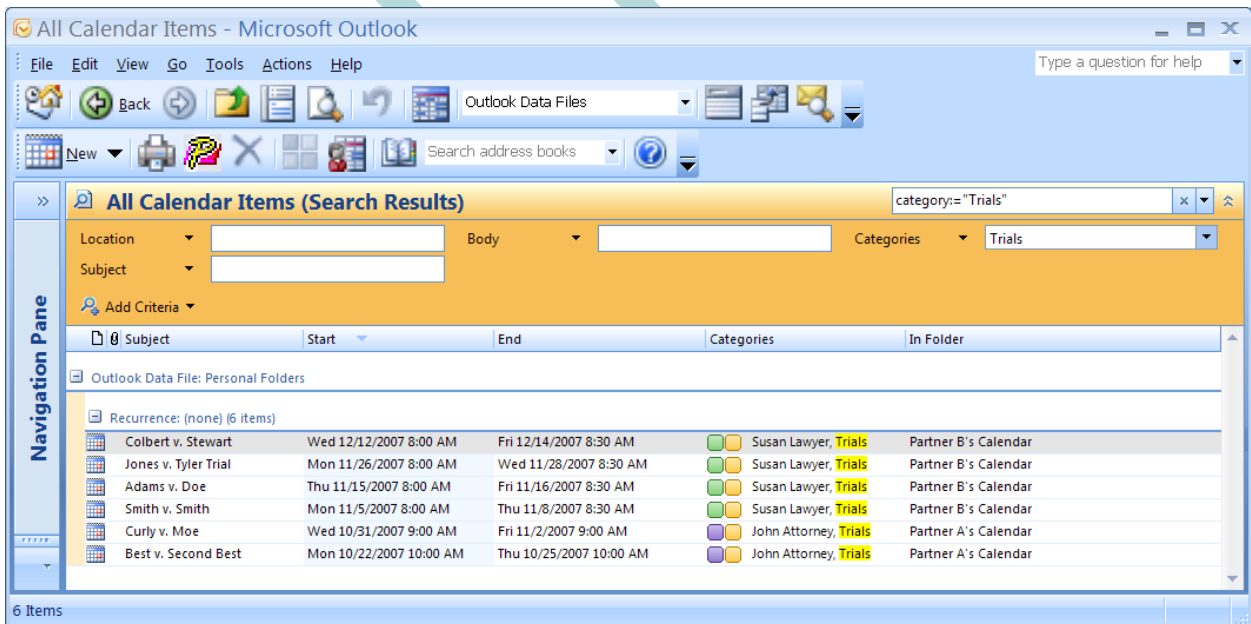 All Calendar Items - Microsoft Outlook
File Edit View Go Tools Actions Help Type a question for help
Back Outlook Data Files
New Search address books
All Calendar Items (Search Results) category:="Trials"
Location Body Categories Trials
Subject
Add Criteria
Navigation Pane
Subject Start End Categories In Folder
Outlook Data File: Personal Folders
Recurrence: (none) (6 items)
Colbert v. Stewart Wed 12/12/2007 8:00 AM Fri 12/14/2007 8:30 AM Susan Lawyer, Trials Partner B's Calendar
Jones v. Tyler Trial Mon 11/26/2007 8:00 AM Wed 11/28/2007 8:30 AM Susan Lawyer, Trials Partner B's Calendar
Adams v. Doe Thu 11/15/2007 8:00 AM Fri 11/16/2007 8:30 AM Susan Lawyer, Trials Partner B's Calendar
Smith v. Smith Mon 11/5/2007 8:00 AM Thu 11/8/2007 8:30 AM Susan Lawyer, Trials Partner B's Calendar
Curly v. Moe Wed 10/31/2007 9:00 AM Fri 11/2/2007 9:00 AM John Attorney, Trials Partner A's Calendar
Best v. Second Best Mon 10/22/2007 10:00 AM Thu 10/25/2007 10:00 AM John Attorney, Trials Partner A's Calendar
6 Items